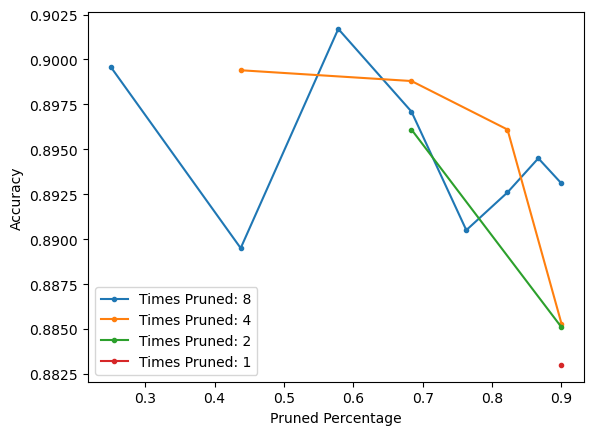 0.9025
0.9000
0.8975
0.8950
0.8925
0.8900
0.8875
0.8850
0.8825
Accuracy
Times Pruned: 8
Times Pruned: 4
Times Pruned: 2
Times Pruned: 1
0.3 0.4 0.5 0.6 0.7 0.8 0.9
Pruned Percentage